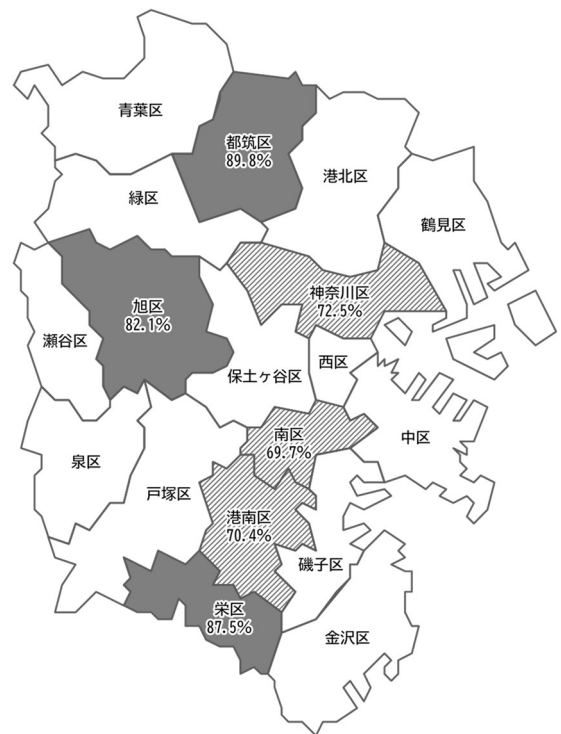 青葉区
都筑区
89.8%
港北区
緑区
鶴見区
神奈川区
72.5%
旭区
82.1%
瀬谷区
西区
保土ヶ谷区
南区
69.7%
中区
泉区
戸塚区
港南区
70.4%
磯子区
栄区
87.5%
金沢区